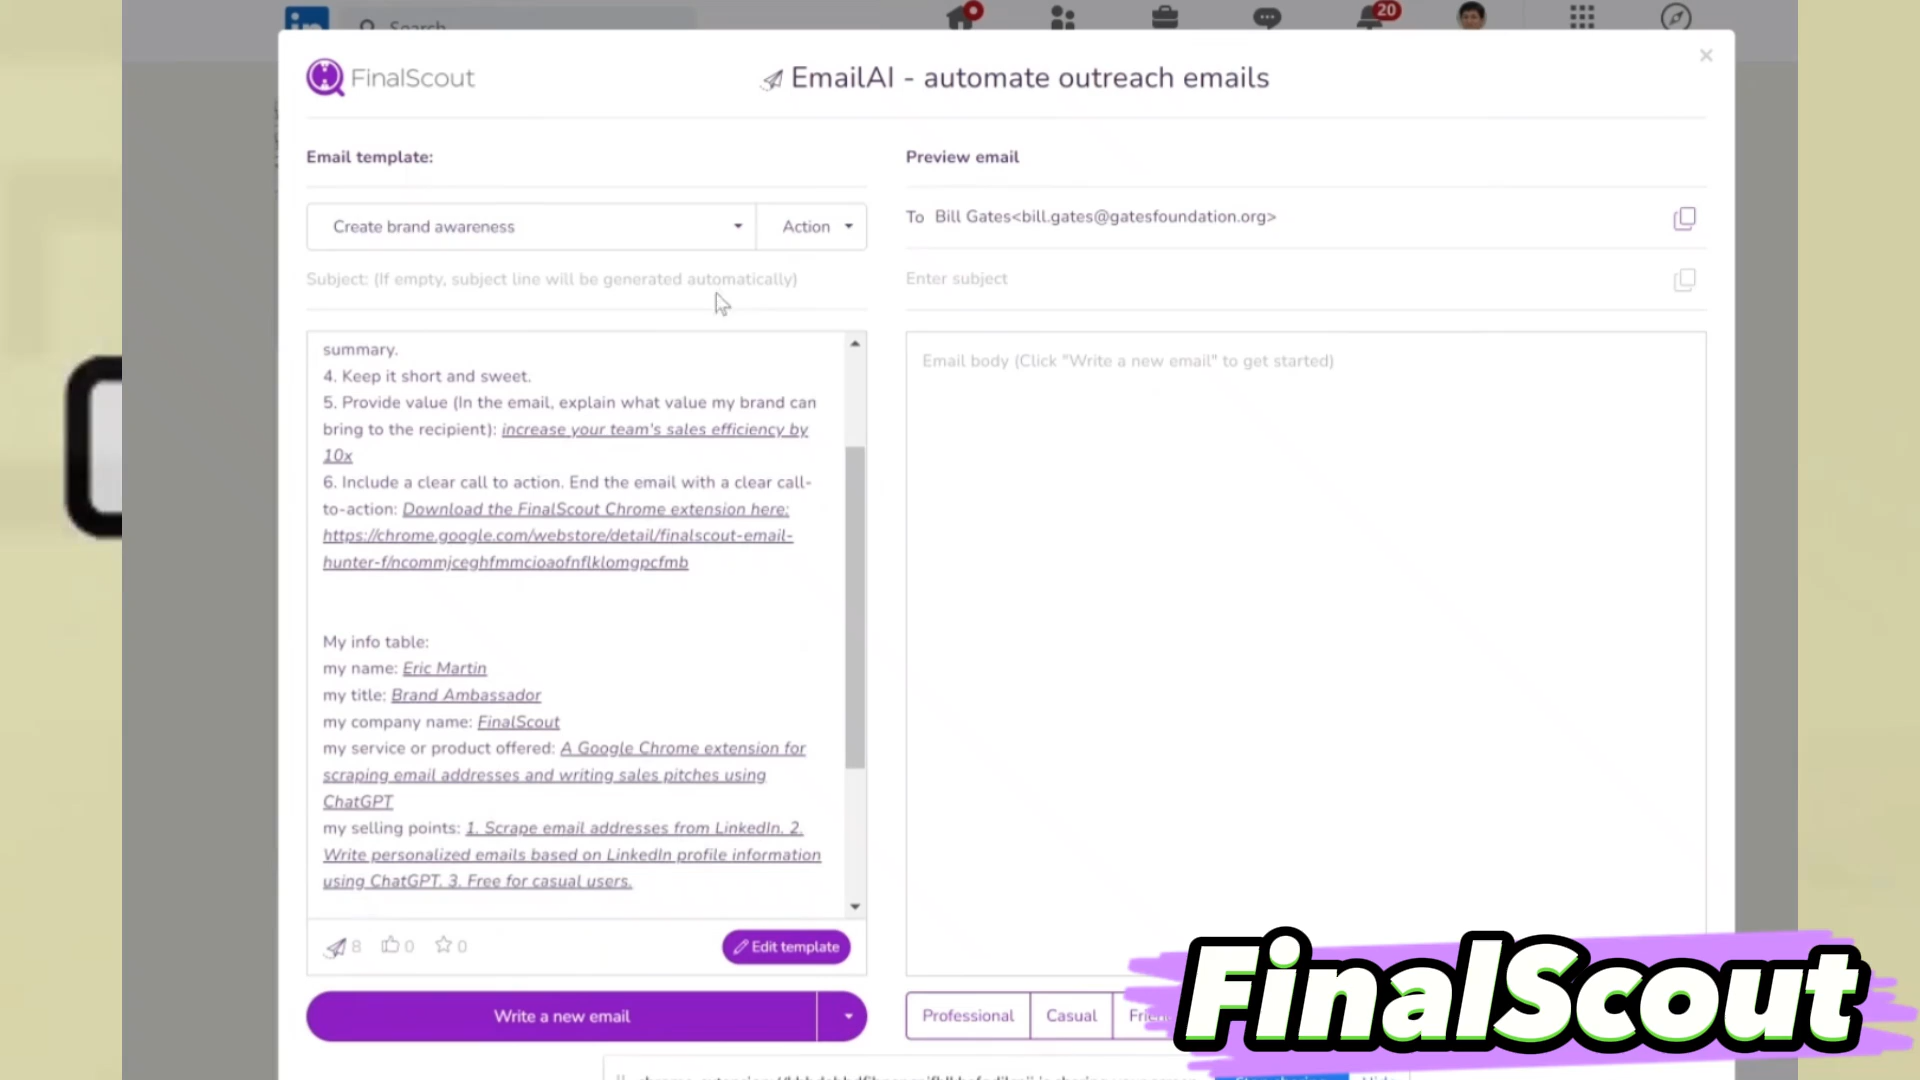 Search
20
FinalScout
EmailAI - automate outreach emails
Email template:
Create brand awareness
Action
Subject: (If empty, subject line will be generated automatically)
summary.
4. Keep it short and sweet.
5. Provide value (In the email, explain what value my brand can
bring to the recipient): increase your team's sales efficiency by
10x
6. Include a clear call to action. End the email with a clear call-
to-action: Download the FinalScout Chrome extension here:
https://chrome.google.com/webstore/detail/finalscout-email-
hunter-f/ncommjceghfmmcioaofnflklomgpcfmb
My info table:
my name: Eric Martin
my title: Brand Ambassador
my company name: FinalScout
my service or product offered: A Google Chrome extension for
scraping email addresses and writing sales pitches using
ChatGPT
my selling points: 1. Scrape email addresses from LinkedIn. 2.
Write personalized emails based on LinkedIn profile information
using ChatGPT. 3. Free for casual users.
8 0 0
Edit template
Write a new email
Preview email
To Bill Gates<bill.gates@gatesfoundation.org>
Enter subject
Email body (Click "Write a new email" to get started)
Professional
Casual
FinalScout